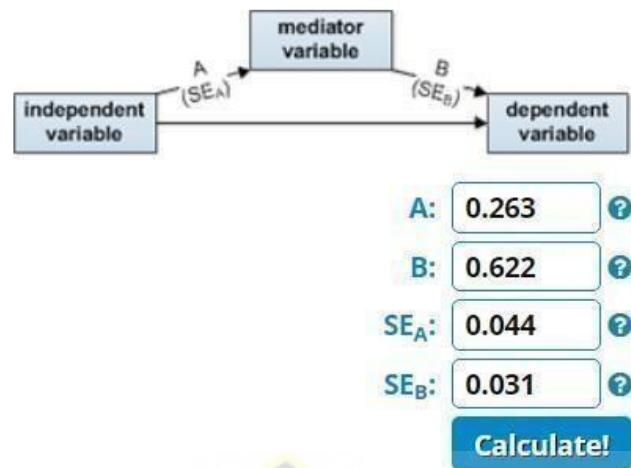 mediator
variable
A
(SEA)
B
(SEB)
independent
variable
dependent
variable
A: 0.263 ?
B: 0.622 ?
SEA: 0.044 ?
SEB: 0.031 ?
Calculate!